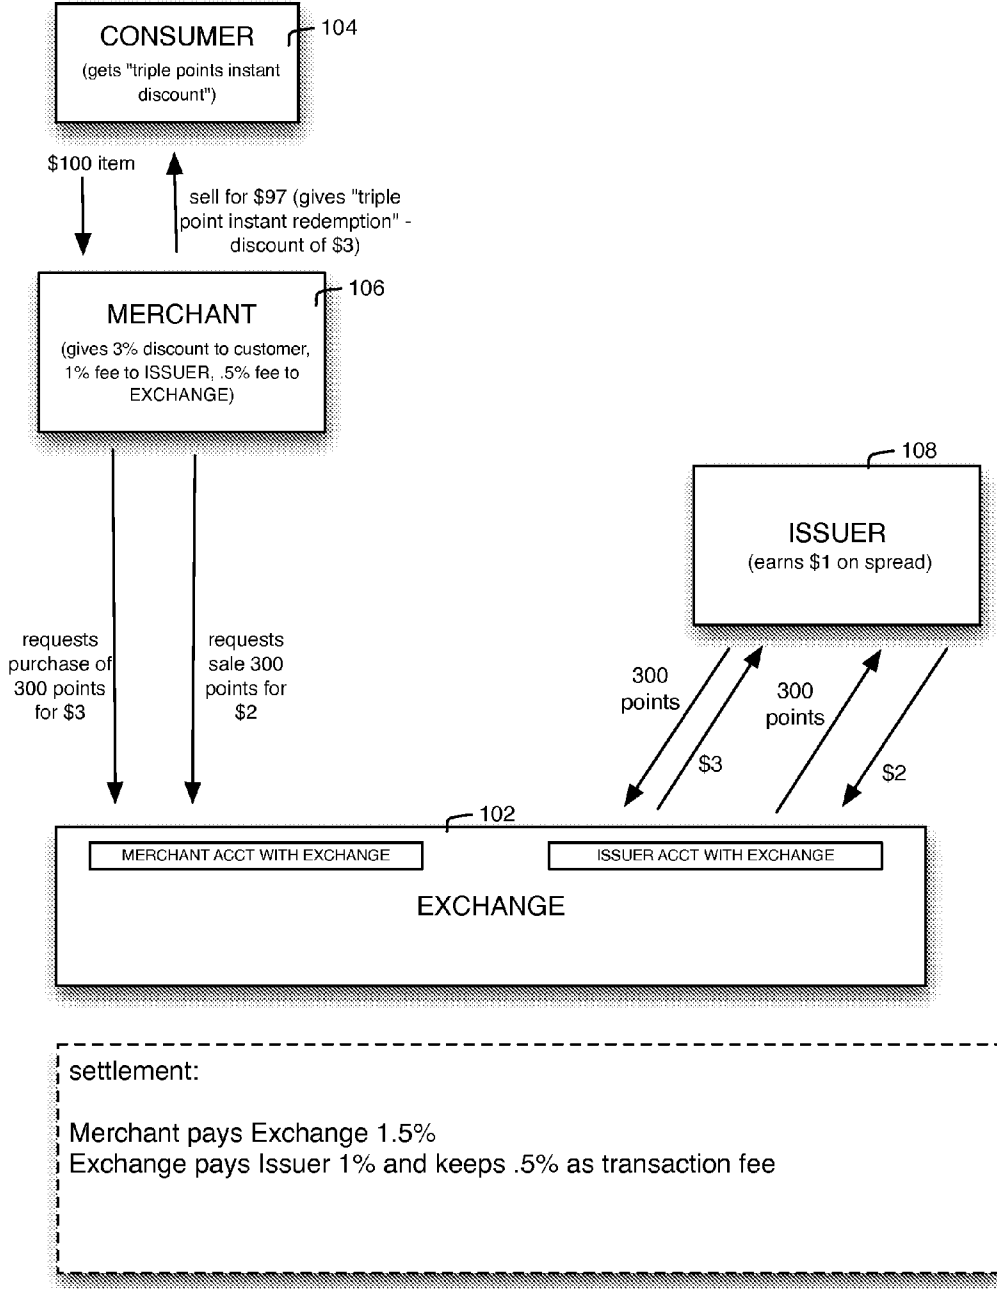 CONSUMER
(gets "triple points instant
discount")
104
$100 item
sell for $97 (gives "triple
point instant redemption" -
discount of $3)
106
MERCHANT
(gives 3% discount to customer,
1% fee to ISSUER, .5% fee to
EXCHANGE)
108
ISSUER
(earns $1 on spread)
requests
purchase of
300 points
for $3
requests
sale 300
points for
$2
300
points
$3
300
points
$2
102
MERCHANT ACCT WITH EXCHANGE
ISSUER ACCT WITH EXCHANGE
EXCHANGE
settlement:
Merchant pays Exchange 1.5%
Exchange pays Issuer 1% and keeps .5% as transaction fee